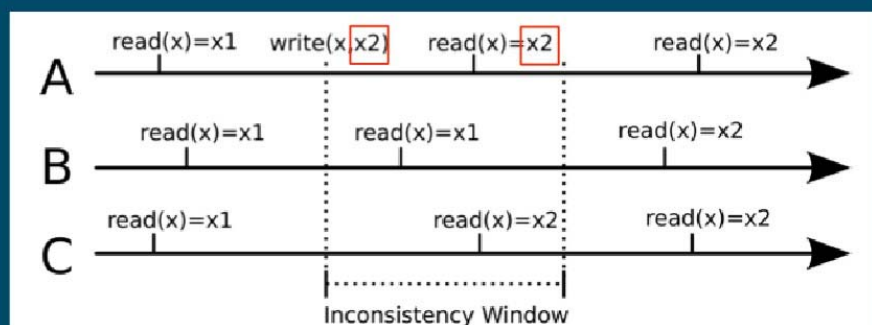 read(x)=x1 write(x,x2) read(x)=x2 read(x)=x2
A
read(x)=x1 read(x)=x1 read(x)=x2
B
read(x)=x1 read(x)=x2 read(x)=x2
C
Inconsistency Window